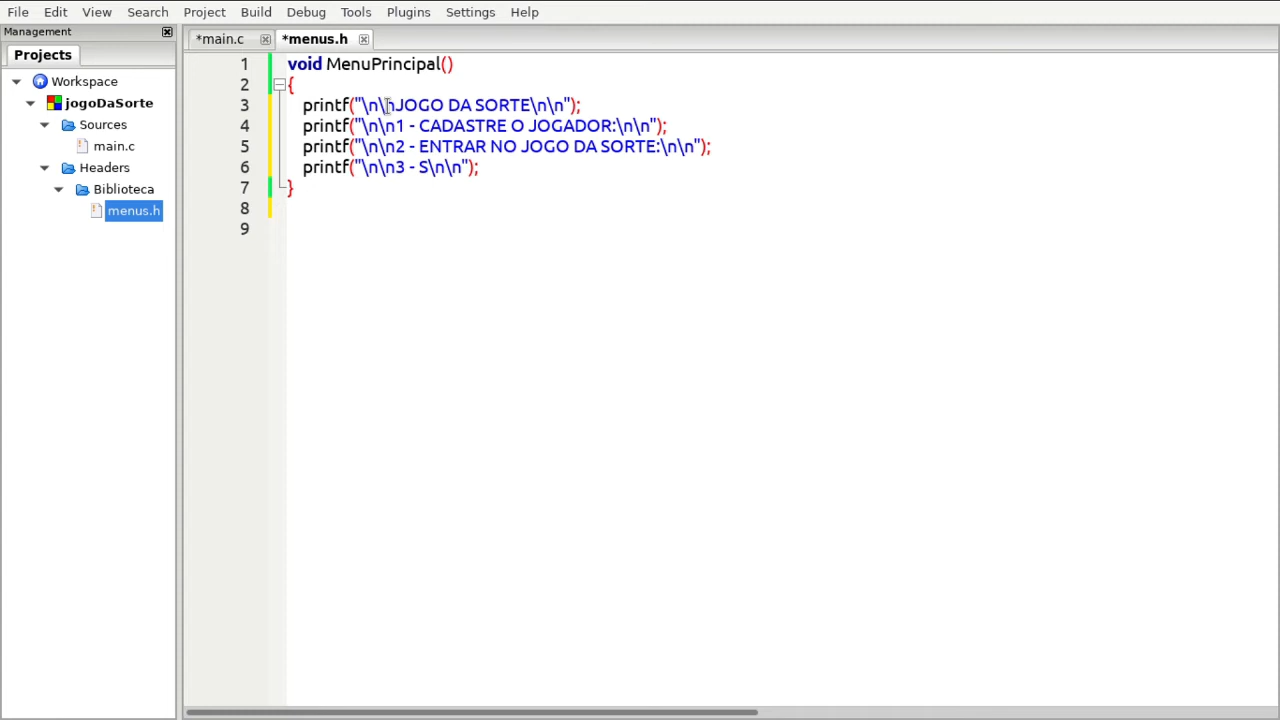 File Edit View Search Project Build Debug Tools Plugins Settings Help
Management
Projects
Workspace
jogoDaSorte
Sources
main.c
Headers
Biblioteca
menus.h
*main.c *menus.h
1 void MenuPrincipal()
2 {
3 printf("\n\nJOGO DA SORTE\n\n");
4 printf("\n\n1 - CADASTRE O JOGADOR:\n\n");
5 printf("\n\n2 - ENTRAR NO JOGO DA SORTE:\n\n");
6 printf("\n\n3 - S\n\n");
7 }
8
9